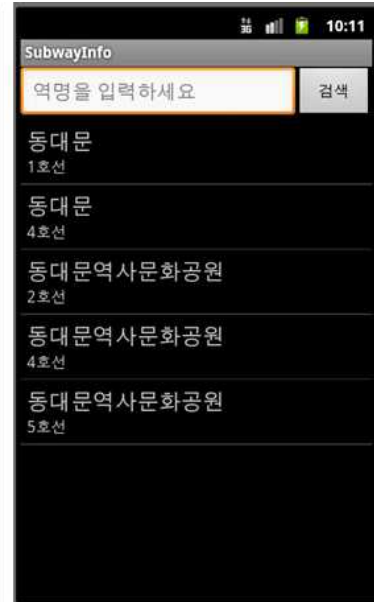 3G 10:11
SubwayInfo
역명을 입력하세요 검색
동대문
1호선
동대문
4호선
동대문역사문화공원
2호선
동대문역사문화공원
4호선
동대문역사문화공원
5호선